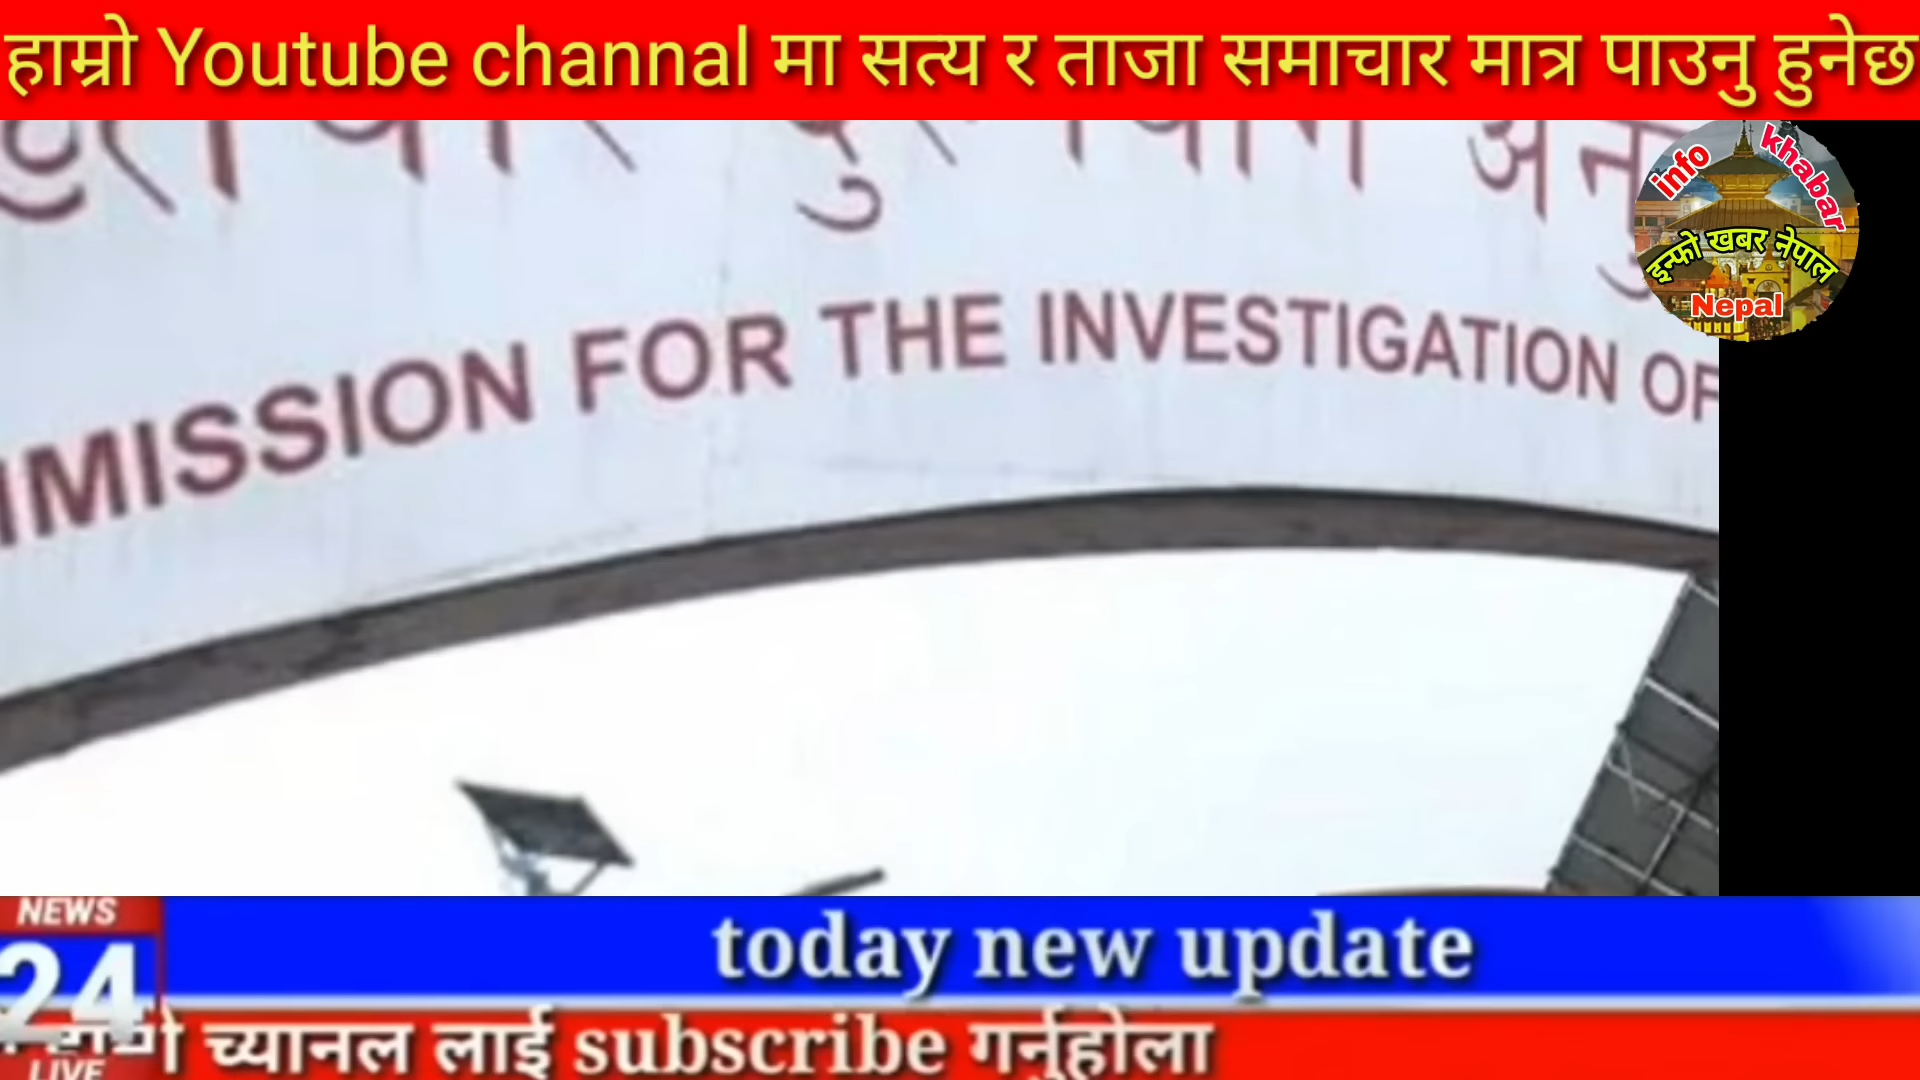 हाम्रो Youtube channal मा सत्य र ताजा समाचार मात्र पाउनु हुनेछ
info khabar
इन्फो खबर नेपाल
Nepal
FOR THE INVESTIGATION OF
NEWS
24
LIVE
today new update
च्यानल लाई subscribe गर्नुहोला